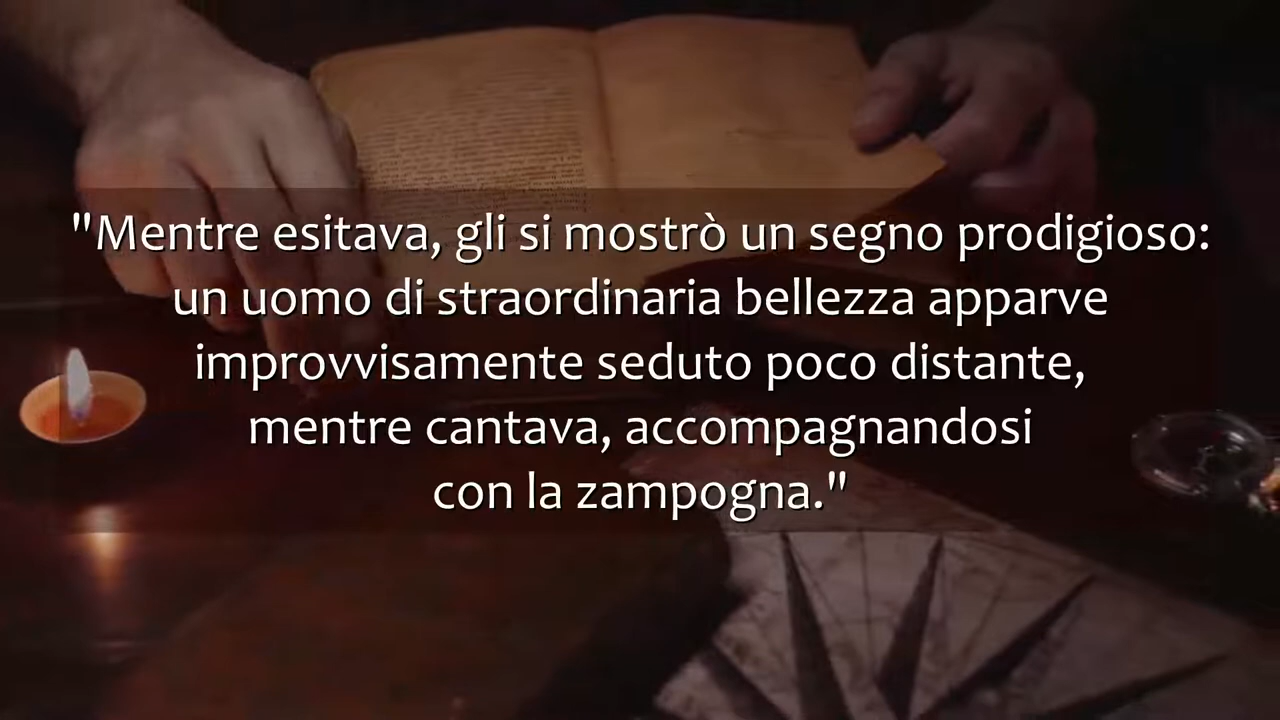 "Mentre esitava, gli si mostrò un segno prodigioso:
un uomo di straordinaria bellezza apparve
improvvisamente seduto poco distante,
mentre cantava, accompagnandosi
con la zampogna."